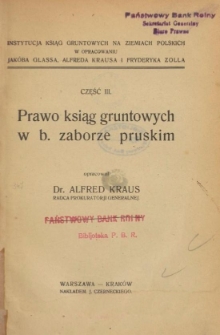 Państwowy Bank Rolny
Sekretariat Generalny
Biuro Prawne
INSTYTUCJA KSIĄG GRUNTOWYCH NA ZIEMIACH POLSKICH
W OPRACOWANIU
JAKÓBA GLASSA, ALFREDA KRAUSA I FRYDERYKA ZOLLA
CZĘŚĆ III.
Prawo ksiąg gruntowych
w b. zaborze pruskim
opracował
Dr. ALFRED KRAUS
RADCA PROKURATORJI GENERALNEJ
PAŃSTWOWY BANK ROLNY
Bibljoteka P. B. R.
WARSZAWA — KRAKÓW
NAKŁADEM J. CZERNECKIEGO